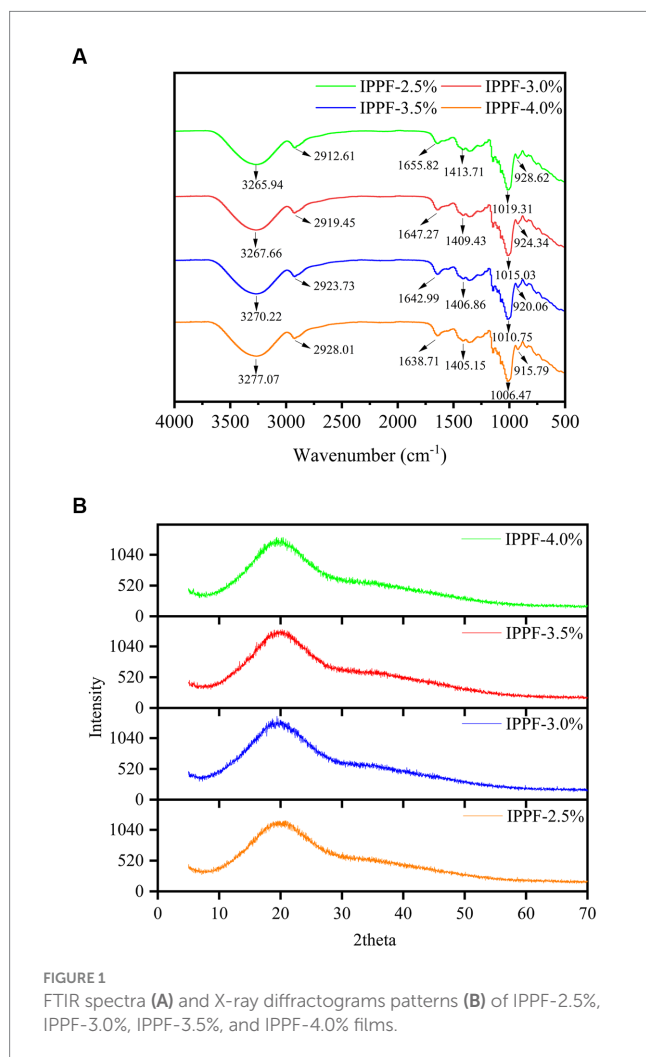 A
IPPF-2.5% IPPF-3.0%
IPPF-3.5% IPPF-4.0%
2912.61 1655.82 1413.71 928.62
3265.94 1019.31
2919.45 1647.27 1409.43 924.34
3267.66 1015.03
2923.73 1642.99 1406.86 920.06
3270.22 1010.75
2928.01 1638.71 1405.15 915.79
3277.07 1006.47
4000 3500 3000 2500 2000 1500 1000 500
Wavenumber (cm⁻¹)
B
IPPF-4.0%
1040
520
0
IPPF-3.5%
1040
520
0
IPPF-3.0%
1040
520
0
IPPF-2.5%
1040
520
0
Intensity
0 10 20 30 40 50 60 70
2theta
FIGURE 1
FTIR spectra (A) and X-ray diffractograms patterns (B) of IPPF-2.5%,
IPPF-3.0%, IPPF-3.5%, and IPPF-4.0% films.